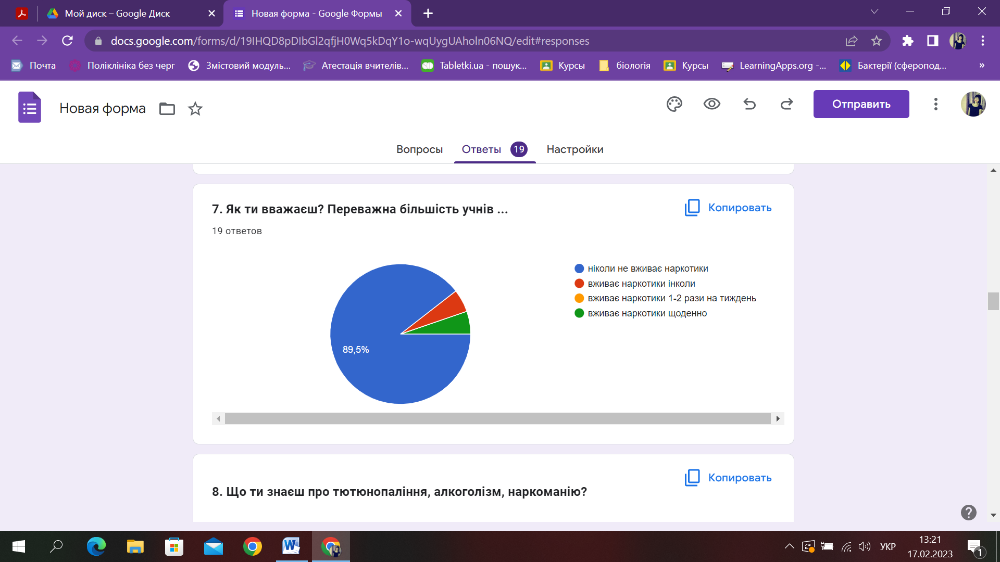 Мой диск – Google Диск
Новая форма - Google Формы
docs.google.com/forms/d/19IHQD8pDIbGl2qfjH0Wq5kDqY1o-wqUygUAholn06NQ/edit#responses
Почта
Поліклініка без черг
Змістовий модуль...
Атестація вчителів...
Tabletki.ua - пошук...
Курсы
біологія
Курсы
LearningApps.org -...
Бактерії (сферопод...
»
Новая форма
Отправить
Вопросы
Ответы 19
Настройки
7. Як ти вважаєш? Переважна більшість учнів ...
Копировать
19 ответов
ніколи не вживає наркотики
вживає наркотики інколи
вживає наркотики 1-2 рази на тиждень
вживає наркотики щоденно
89,5%
Копировать
8. Що ти знаєш про тютюнопаління, алкоголізм, наркоманію?
УКР
13:21
17.02.2023
1